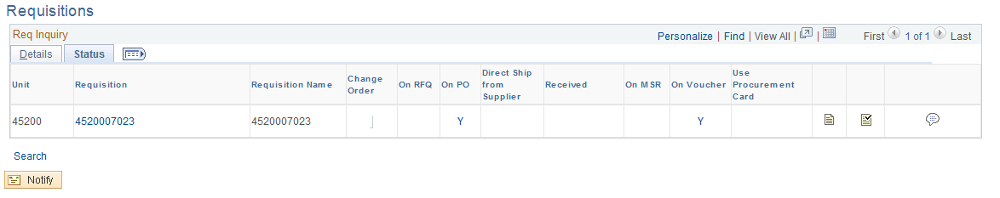 Requisitions
Req Inquiry Personalize | Find | View All | | First 1 of 1 Last
Details Status
Unit Requisition Requisition Name Change Order On RFQ On PO Direct Ship from Supplier Received On MSR On Voucher Use Procurement Card
45200 4520007023 4520007023 Y Y
Search
Notify